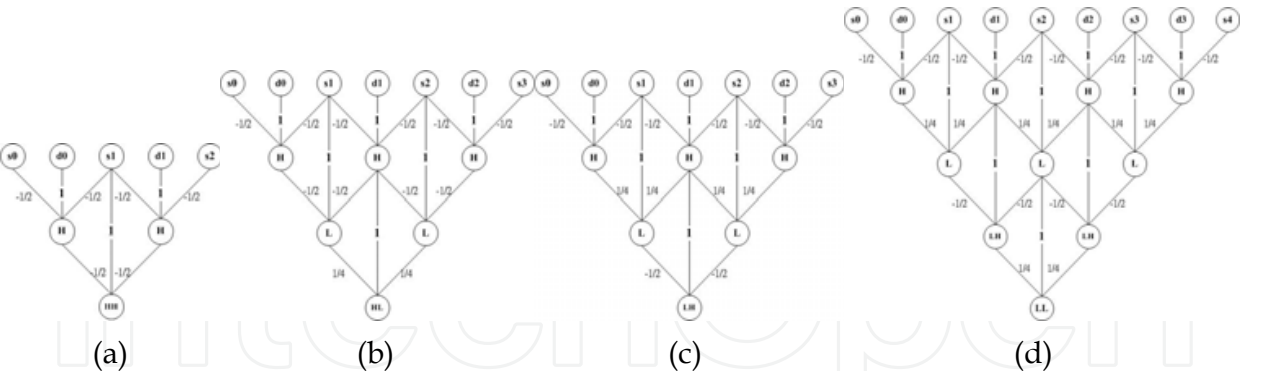 s0 d0 s1 d1 s2
-1/2 1 -1/2 -1/2 1 -1/2
H 1 H
-1/2 -1/2
HH
(a)
s0 d0 s1 d1 s2 d2 s3
-1/2 1 -1/2 -1/2 1 -1/2 -1/2 1 -1/2
H 1 H 1 H
-1/2 -1/2 -1/2 -1/2
L 1 L
1/4 1/4
HL
(b)
s0 d0 s1 d1 s2 d2 s3
-1/2 1 -1/2 -1/2 1 -1/2 -1/2 1 -1/2
H 1 H 1 H
1/4 1/4 1/4 1/4
L 1 L
-1/2 -1/2
LH
(c)
s0 d0 s1 d1 s2 d2 s3 d3 s4
-1/2 1 -1/2 -1/2 1 -1/2 -1/2 1 -1/2 -1/2 1 -1/2
H 1 H 1 H 1 H
1/4 1/4 1/4 1/4 1/4 1/4
L 1 L 1 L
-1/2 -1/2 -1/2 -1/2
LH 1 LH
1/4 1/4
LL
(d)
intechopen